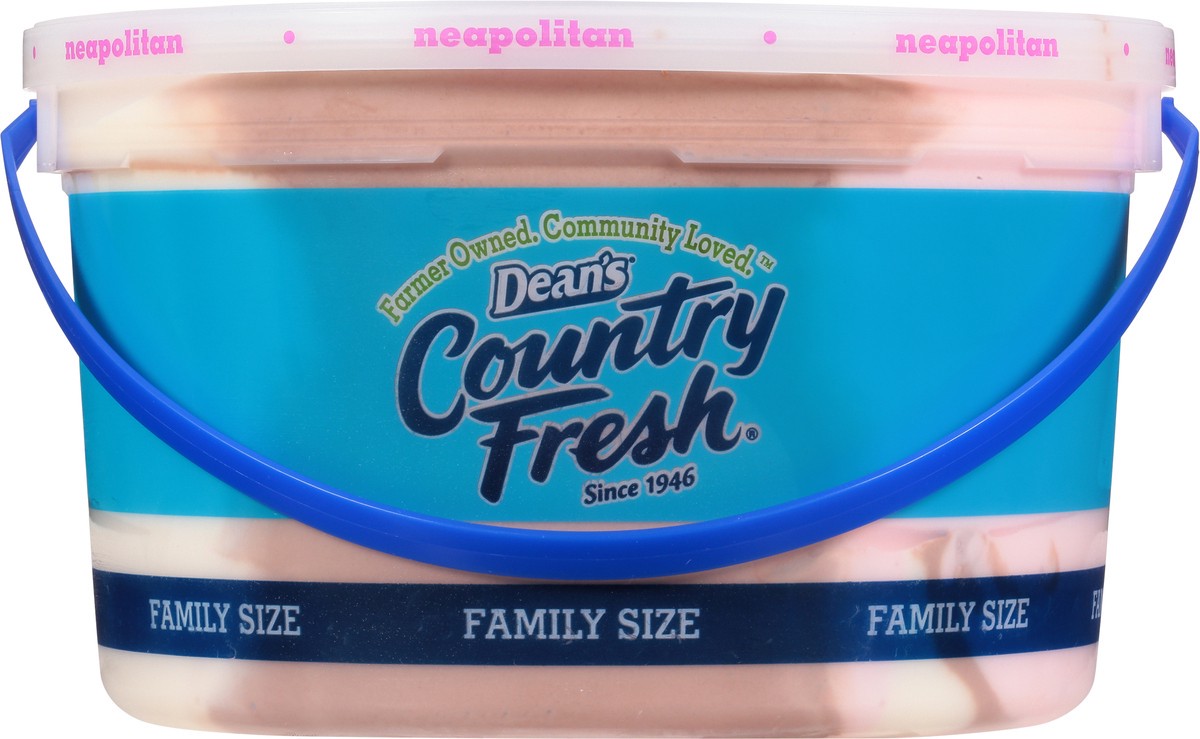 neapolitan • neapolitan • neapolitan •
Farmer Owned. Community Loved.™
Dean's®
Country
Fresh®
Since 1946
FAMILY SIZE FAMILY SIZE FAMILY SIZE